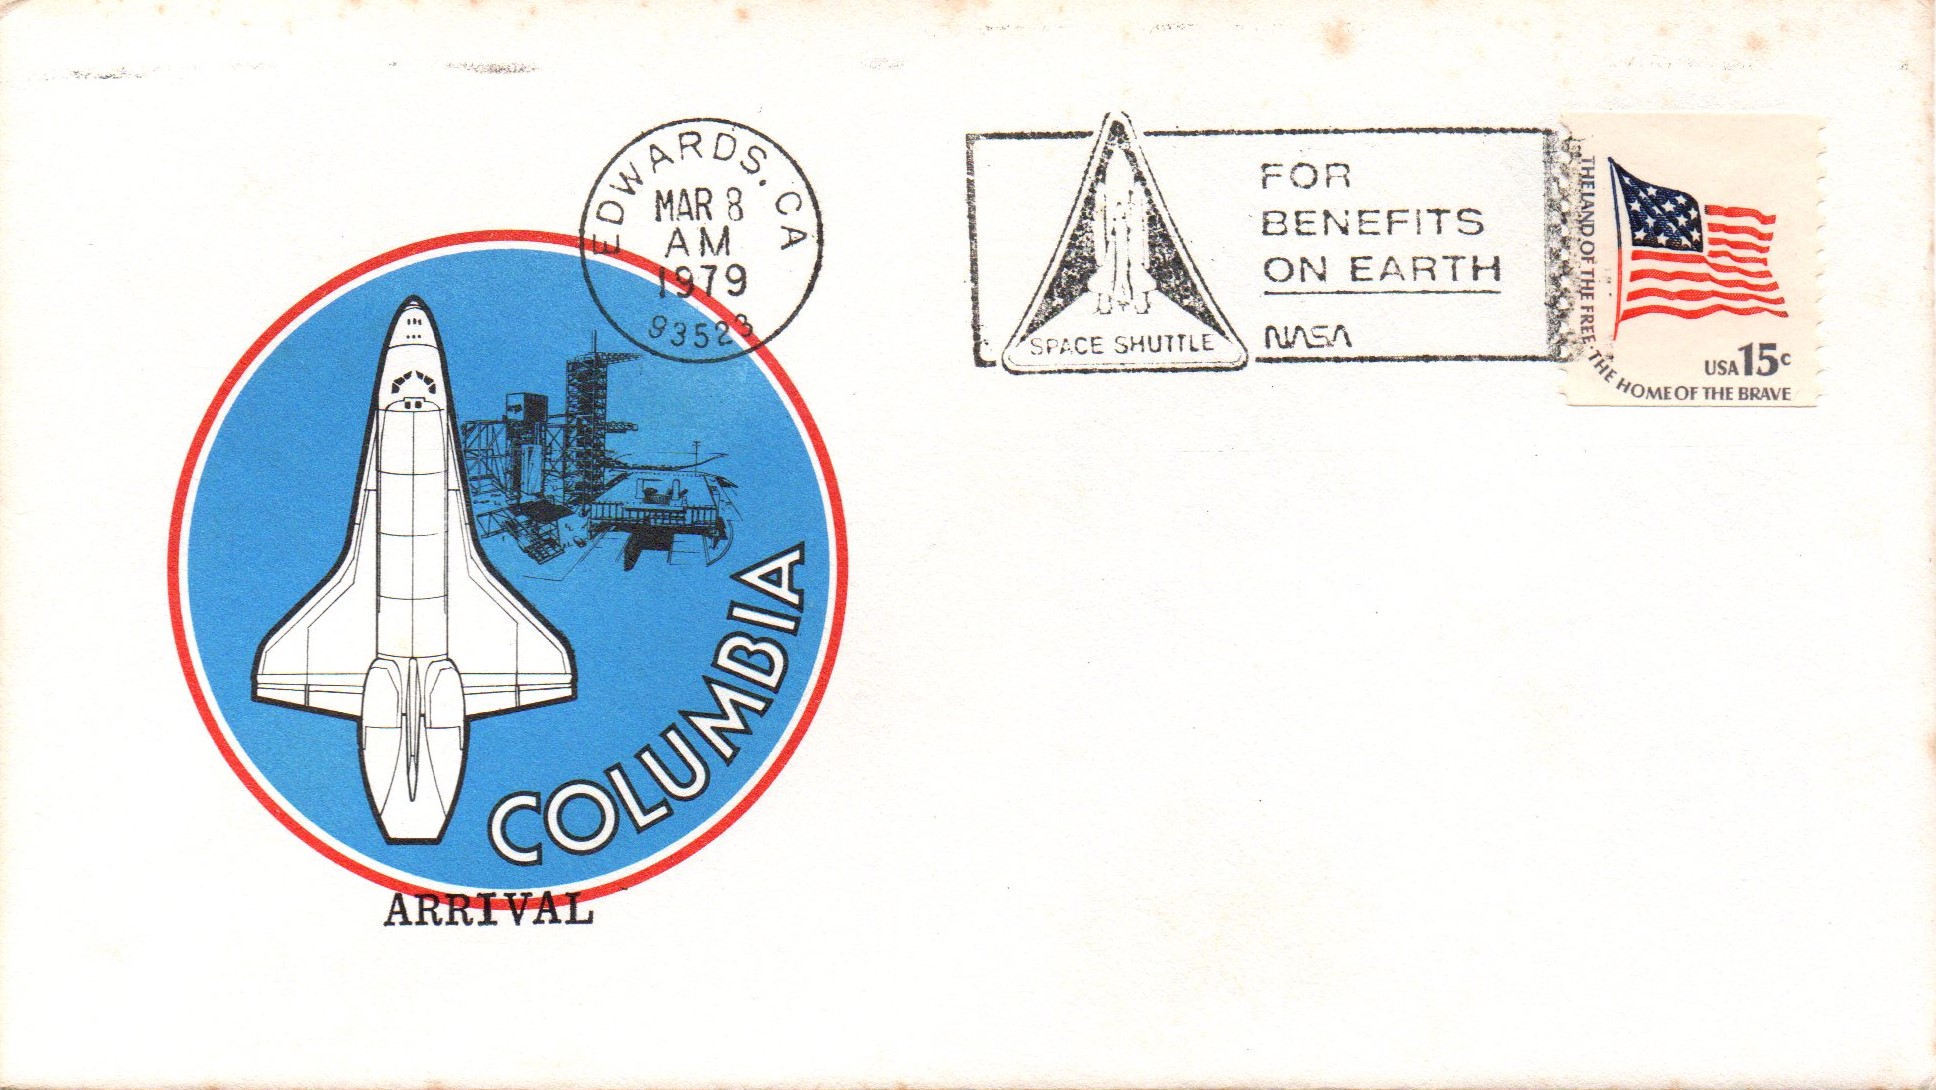 EDWARDS, CA
MAR 8
AM
1979
93523
SPACE SHUTTLE
FOR
BENEFITS
ON EARTH
NASA
THE LAND OF THE FREE · THE HOME OF THE BRAVE
USA 15c
COLUMBIA
ARRIVAL